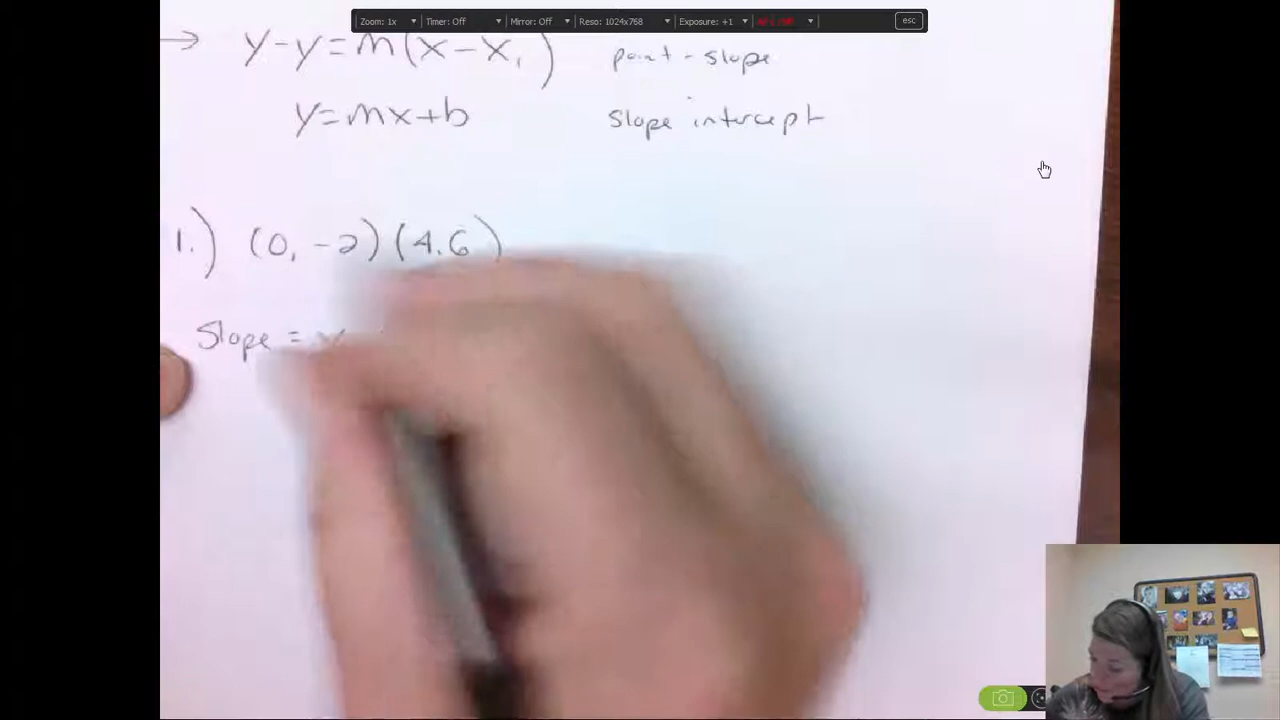 Zoom: 1x Timer: Off Mirror: Off Reso: 1024x768 Exposure: +1 esc
y-y=m(x-x₁) point-slope
y=mx+b slope intercept
1.) (0,-2)(4.6)
Slope =